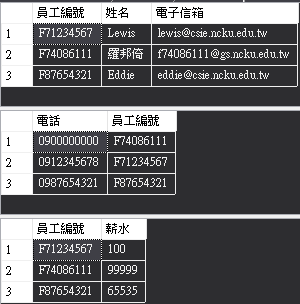 員工編號 姓名 電子信箱
1 F71234567 Lewis lewis@csie.ncku.edu.tw
2 F74086111 羅邦倚 f74086111@gs.ncku.edu.tw
3 F87654321 Eddie eddie@csie.ncku.edu.tw
電話 員工編號
1 0900000000 F74086111
2 0912345678 F71234567
3 0987654321 F87654321
員工編號 薪水
1 F71234567 100
2 F74086111 99999
3 F87654321 65535